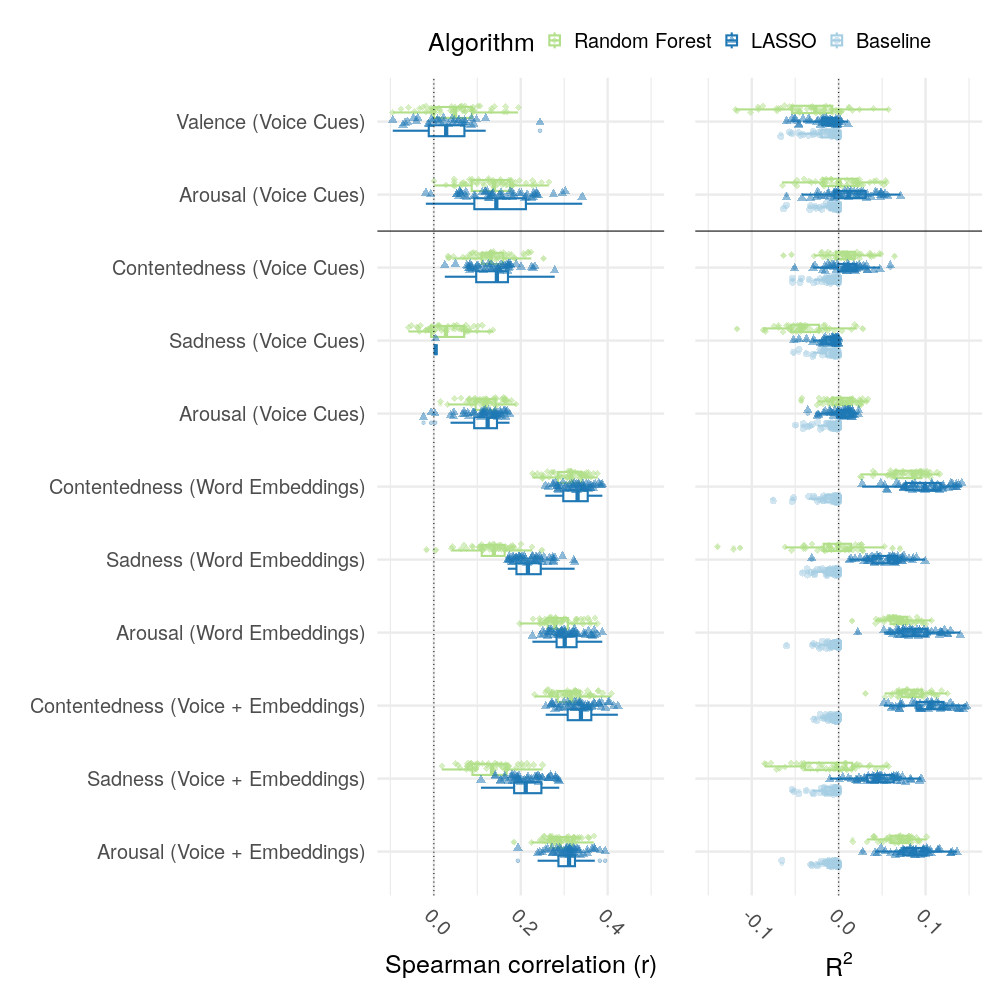 Algorithm Random Forest LASSO Baseline
Valence (Voice Cues)
Arousal (Voice Cues)
Contentedness (Voice Cues)
Sadness (Voice Cues)
Arousal (Voice Cues)
Contentedness (Word Embeddings)
Sadness (Word Embeddings)
Arousal (Word Embeddings)
Contentedness (Voice + Embeddings)
Sadness (Voice + Embeddings)
Arousal (Voice + Embeddings)
0.0 0.2 0.4 -0.1 0.0 0.1
Spearman correlation (r) R²